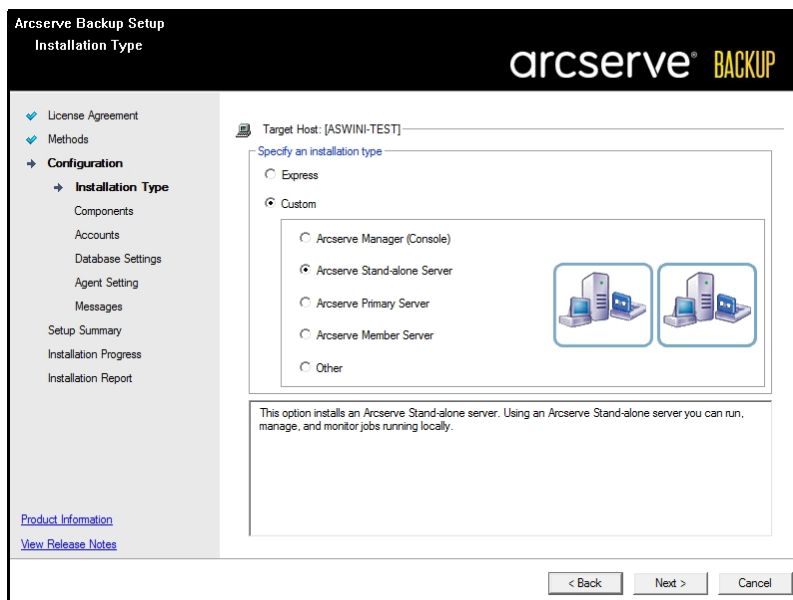 Arcserve Backup Setup
Installation Type
arcserve® BACKUP
License Agreement
Methods
Configuration
Installation Type
Components
Accounts
Database Settings
Agent Setting
Messages
Setup Summary
Installation Progress
Installation Report
Product Information
View Release Notes
Target Host: [ASWINI-TEST]
Specify an installation type
Express
Custom
Arcserve Manager (Console)
Arcserve Stand-alone Server
Arcserve Primary Server
Arcserve Member Server
Other
This option installs an Arcserve Stand-alone server. Using an Arcserve Stand-alone server you can run,
manage, and monitor jobs running locally.
< Back
Next >
Cancel